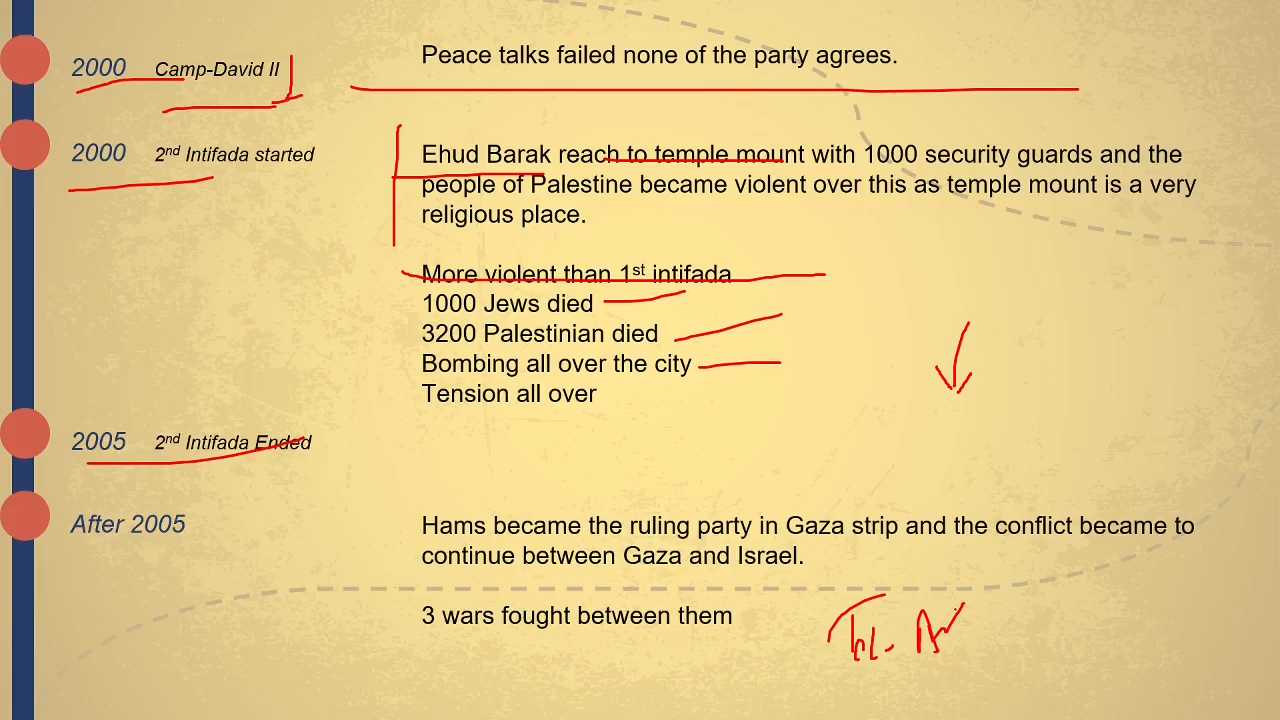 2000 Camp-David II
Peace talks failed none of the party agrees.
2000 2nd Intifada started
Ehud Barak reach to temple mount with 1000 security guards and the
people of Palestine became violent over this as temple mount is a very
religious place.
More violent than 1st intifada
1000 Jews died
3200 Palestinian died
Bombing all over the city
Tension all over
2005 2nd Intifada Ended
After 2005
Hams became the ruling party in Gaza strip and the conflict became to
continue between Gaza and Israel.
3 wars fought between them